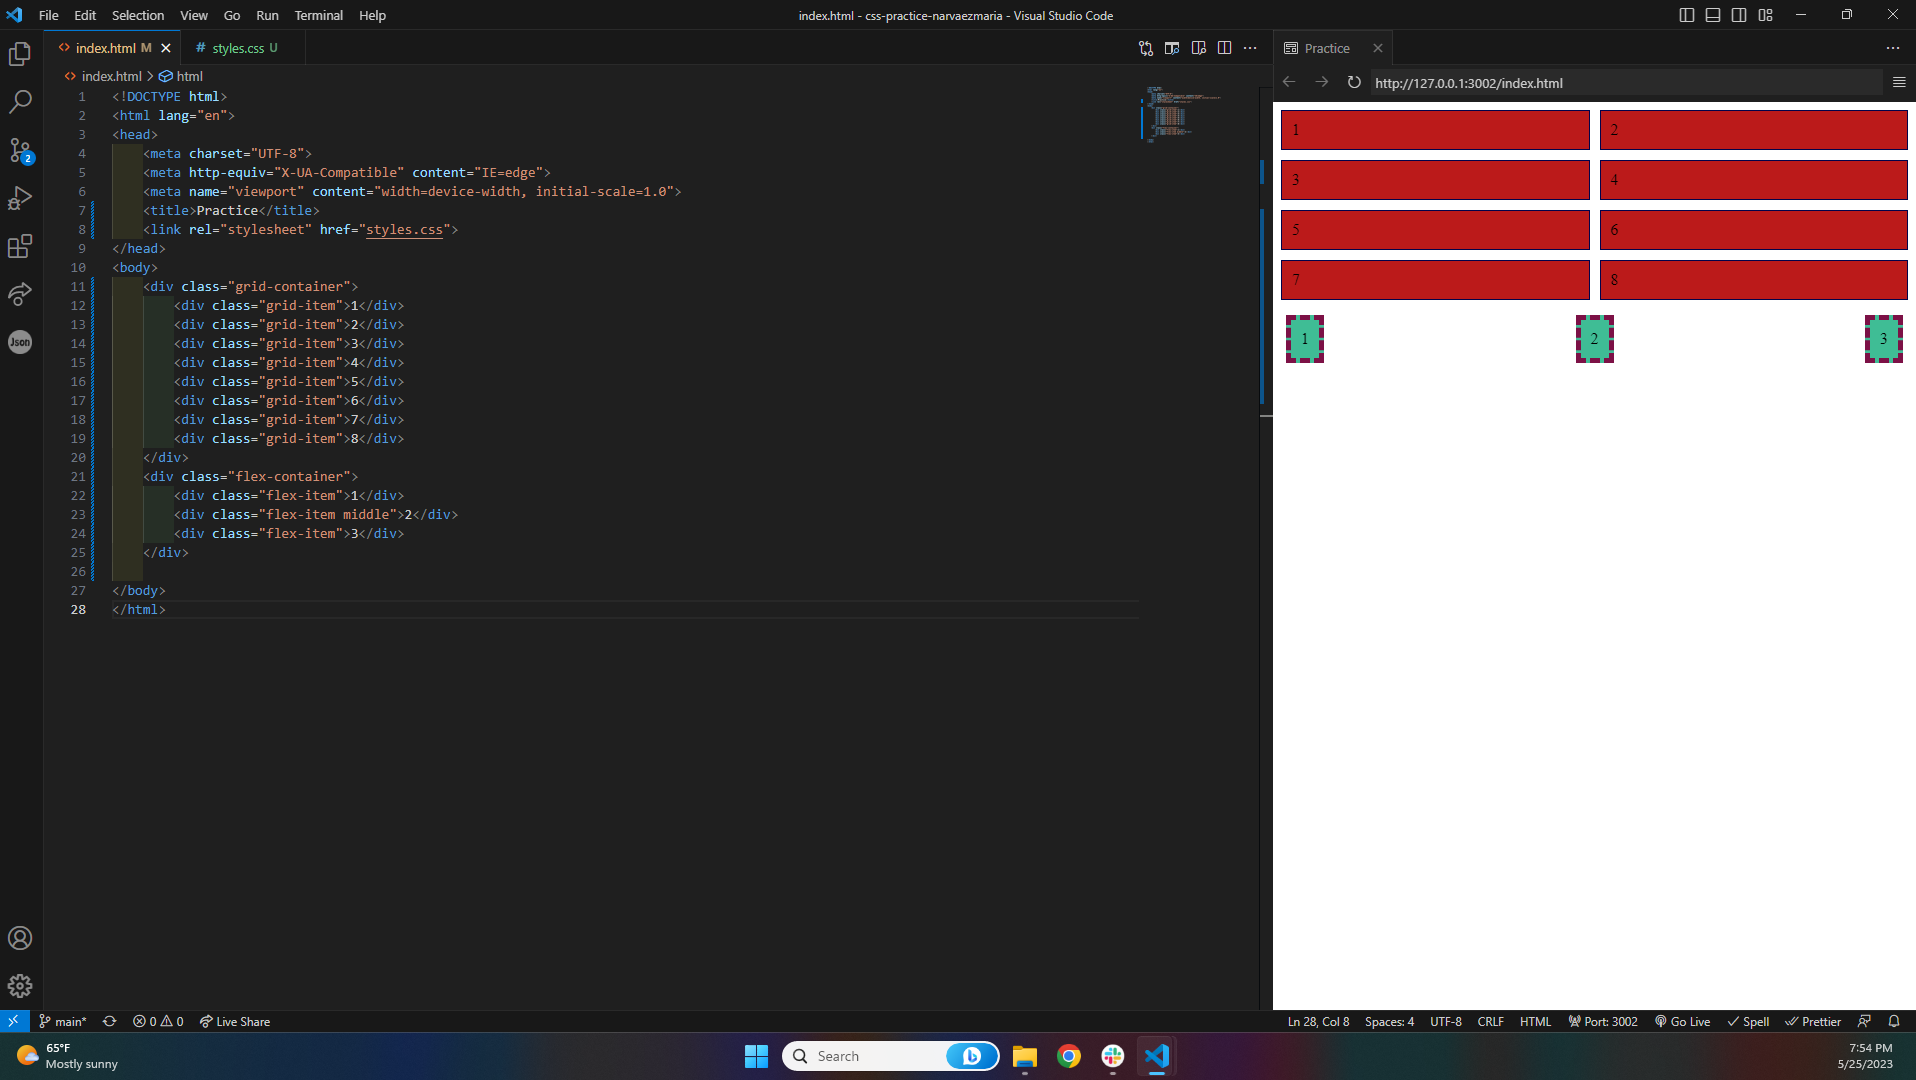 File Edit Selection View Go Run Terminal Help
index.html - css-practice-narvaezmaria - Visual Studio Code
index.html M
# styles.css U
index.html > html
1 <!DOCTYPE html>
2 <html lang="en">
3 <head>
4 <meta charset="UTF-8">
5 <meta http-equiv="X-UA-Compatible" content="IE=edge">
6 <meta name="viewport" content="width=device-width, initial-scale=1.0">
7 <title>Practice</title>
8 <link rel="stylesheet" href="styles.css">
9 </head>
10 <body>
11 <div class="grid-container">
12 <div class="grid-item">1</div>
13 <div class="grid-item">2</div>
14 <div class="grid-item">3</div>
15 <div class="grid-item">4</div>
16 <div class="grid-item">5</div>
17 <div class="grid-item">6</div>
18 <div class="grid-item">7</div>
19 <div class="grid-item">8</div>
20 </div>
21 <div class="flex-container">
22 <div class="flex-item">1</div>
23 <div class="flex-item middle">2</div>
24 <div class="flex-item">3</div>
25 </div>
26
27 </body>
28 </html>
2
Json
Practice
http://127.0.0.1:3002/index.html
1 2
3 4
5 6
7 8
1 2 3
main* 0 0 Live Share
Ln 28, Col 8 Spaces: 4 UTF-8 CRLF HTML Port: 3002 Go Live Spell Prettier
65°F
Mostly sunny
Search
7:54 PM
5/25/2023